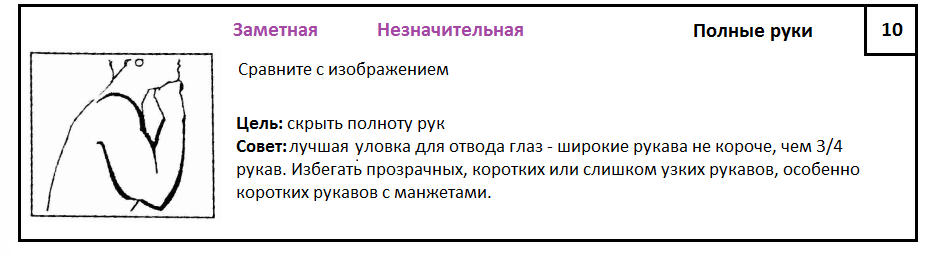 Заметная Незначительная Полные руки 10
Сравните с изображением
Цель: скрыть полноту рук
Совет: лучшая уловка для отвода глаз - широкие рукава не короче, чем 3/4
рукав. Избегать прозрачных, коротких или слишком узких рукавов, особенно
коротких рукавов с манжетами.